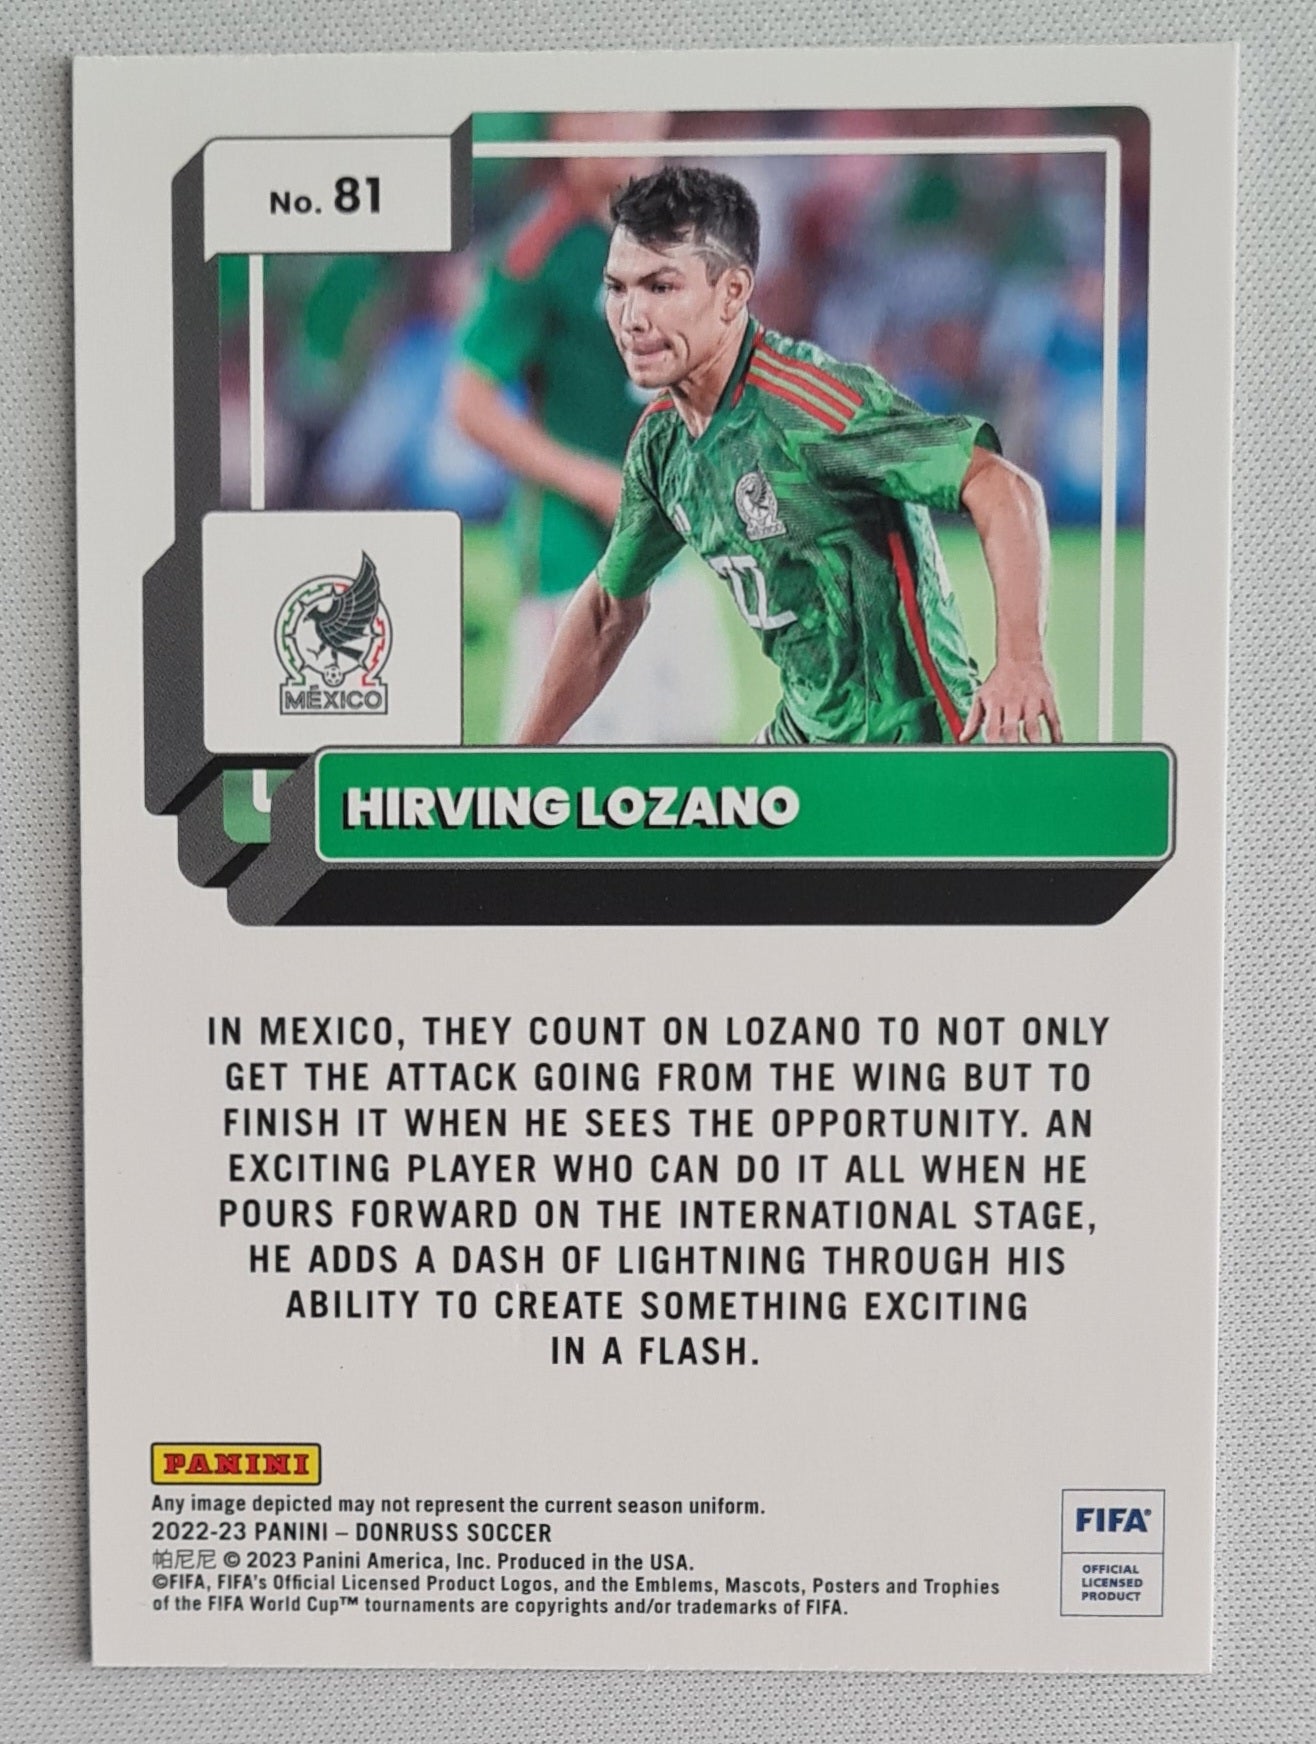 No. 81
MÉXICO
HIRVING LOZANO
IN MEXICO, THEY COUNT ON LOZANO TO NOT ONLY
GET THE ATTACK GOING FROM THE WING BUT TO
FINISH IT WHEN HE SEES THE OPPORTUNITY. AN
EXCITING PLAYER WHO CAN DO IT ALL WHEN HE
POURS FORWARD ON THE INTERNATIONAL STAGE,
HE ADDS A DASH OF LIGHTNING THROUGH HIS
ABILITY TO CREATE SOMETHING EXCITING
IN A FLASH.
PANINI
Any image depicted may not represent the current season uniform.
2022-23 PANINI – DONRUSS SOCCER
帕尼尼 © 2023 Panini America, Inc. Produced in the USA.
©FIFA, FIFA's Official Licensed Product Logos, and the Emblems, Mascots, Posters and Trophies
of the FIFA World Cup™ tournaments are copyrights and/or trademarks of FIFA.
FIFA®
OFFICIAL
LICENSED
PRODUCT